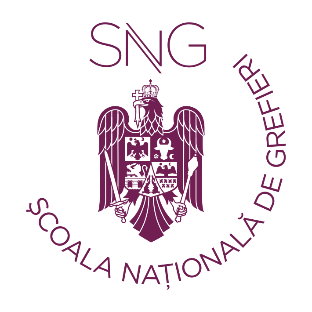 SNG
ȘCOALA NAȚIONALĂ DE GREFIERI